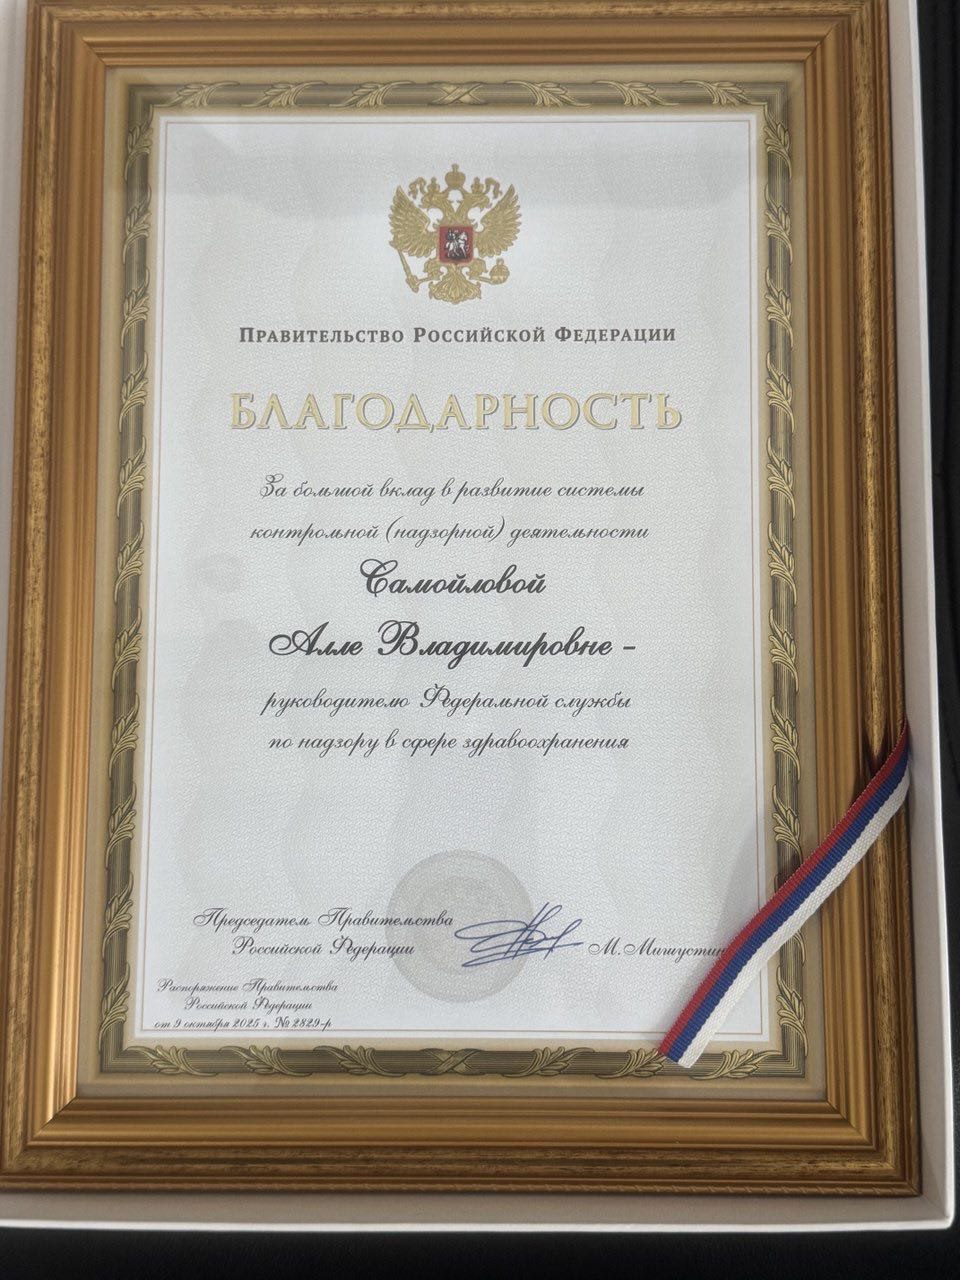 Правительство Российской Федерации
БЛАГОДАРНОСТЬ
За большой вклад в развитие системы
контрольной (надзорной) деятельности
Самойловой
Алле Владимировне –
руководителю Федеральной службы
по надзору в сфере здравоохранения
Председатель Правительства
Российской Федерации
М.Мишустин
Распоряжение Правительства
Российской Федерации
от 9 октября 2025 г. № 2829-р